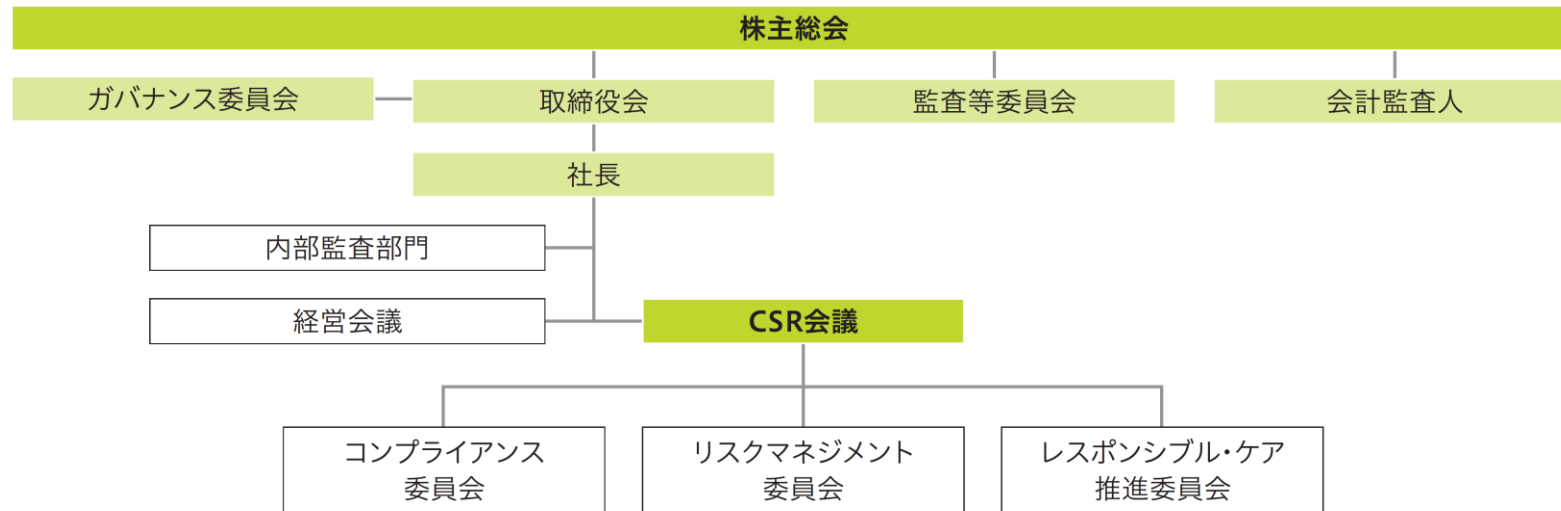 株主総会
ガバナンス委員会
取締役会
監査等委員会
会計監査人
社長
内部監査部門
経営会議
CSR会議
コンプライアンス
委員会
リスクマネジメント
委員会
レスポンシブル・ケア
推進委員会